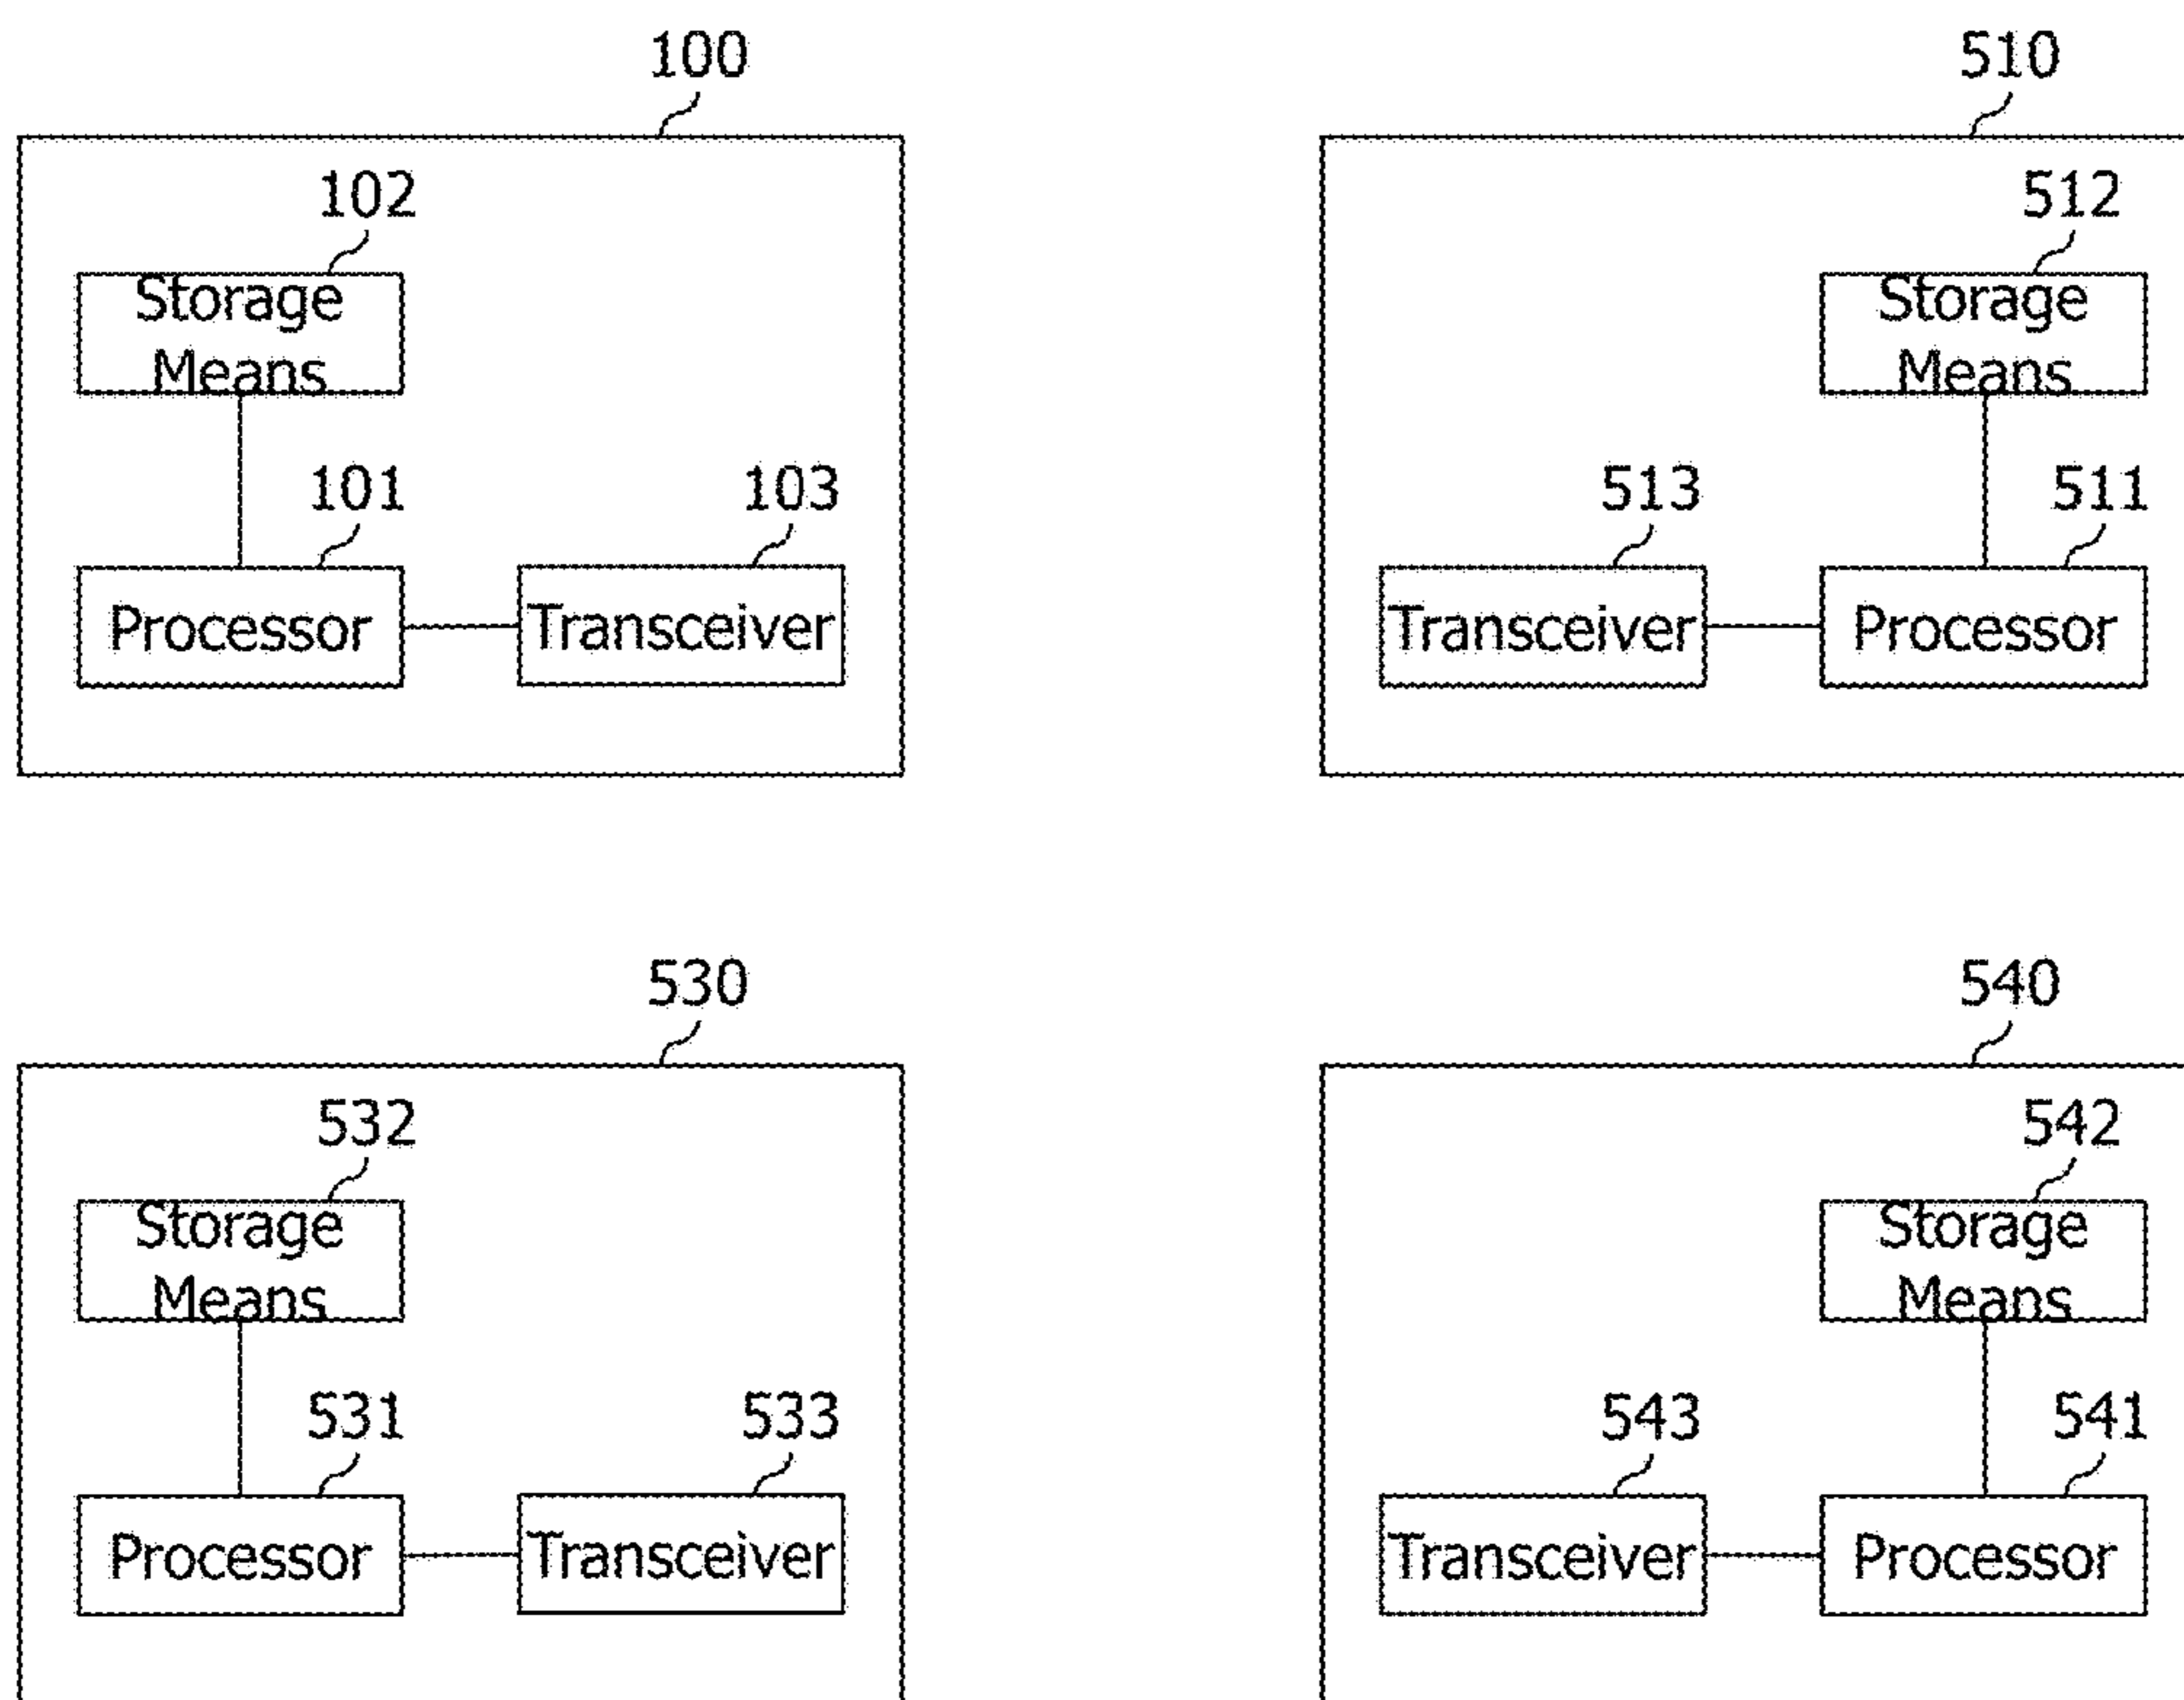 100
102
Storage
Means
101
103
Processor
Transceiver
510
512
Storage
Means
513
511
Transceiver
Processor
530
532
Storage
Means
531
533
Processor
Transceiver
540
542
Storage
Means
543
541
Transceiver
Processor